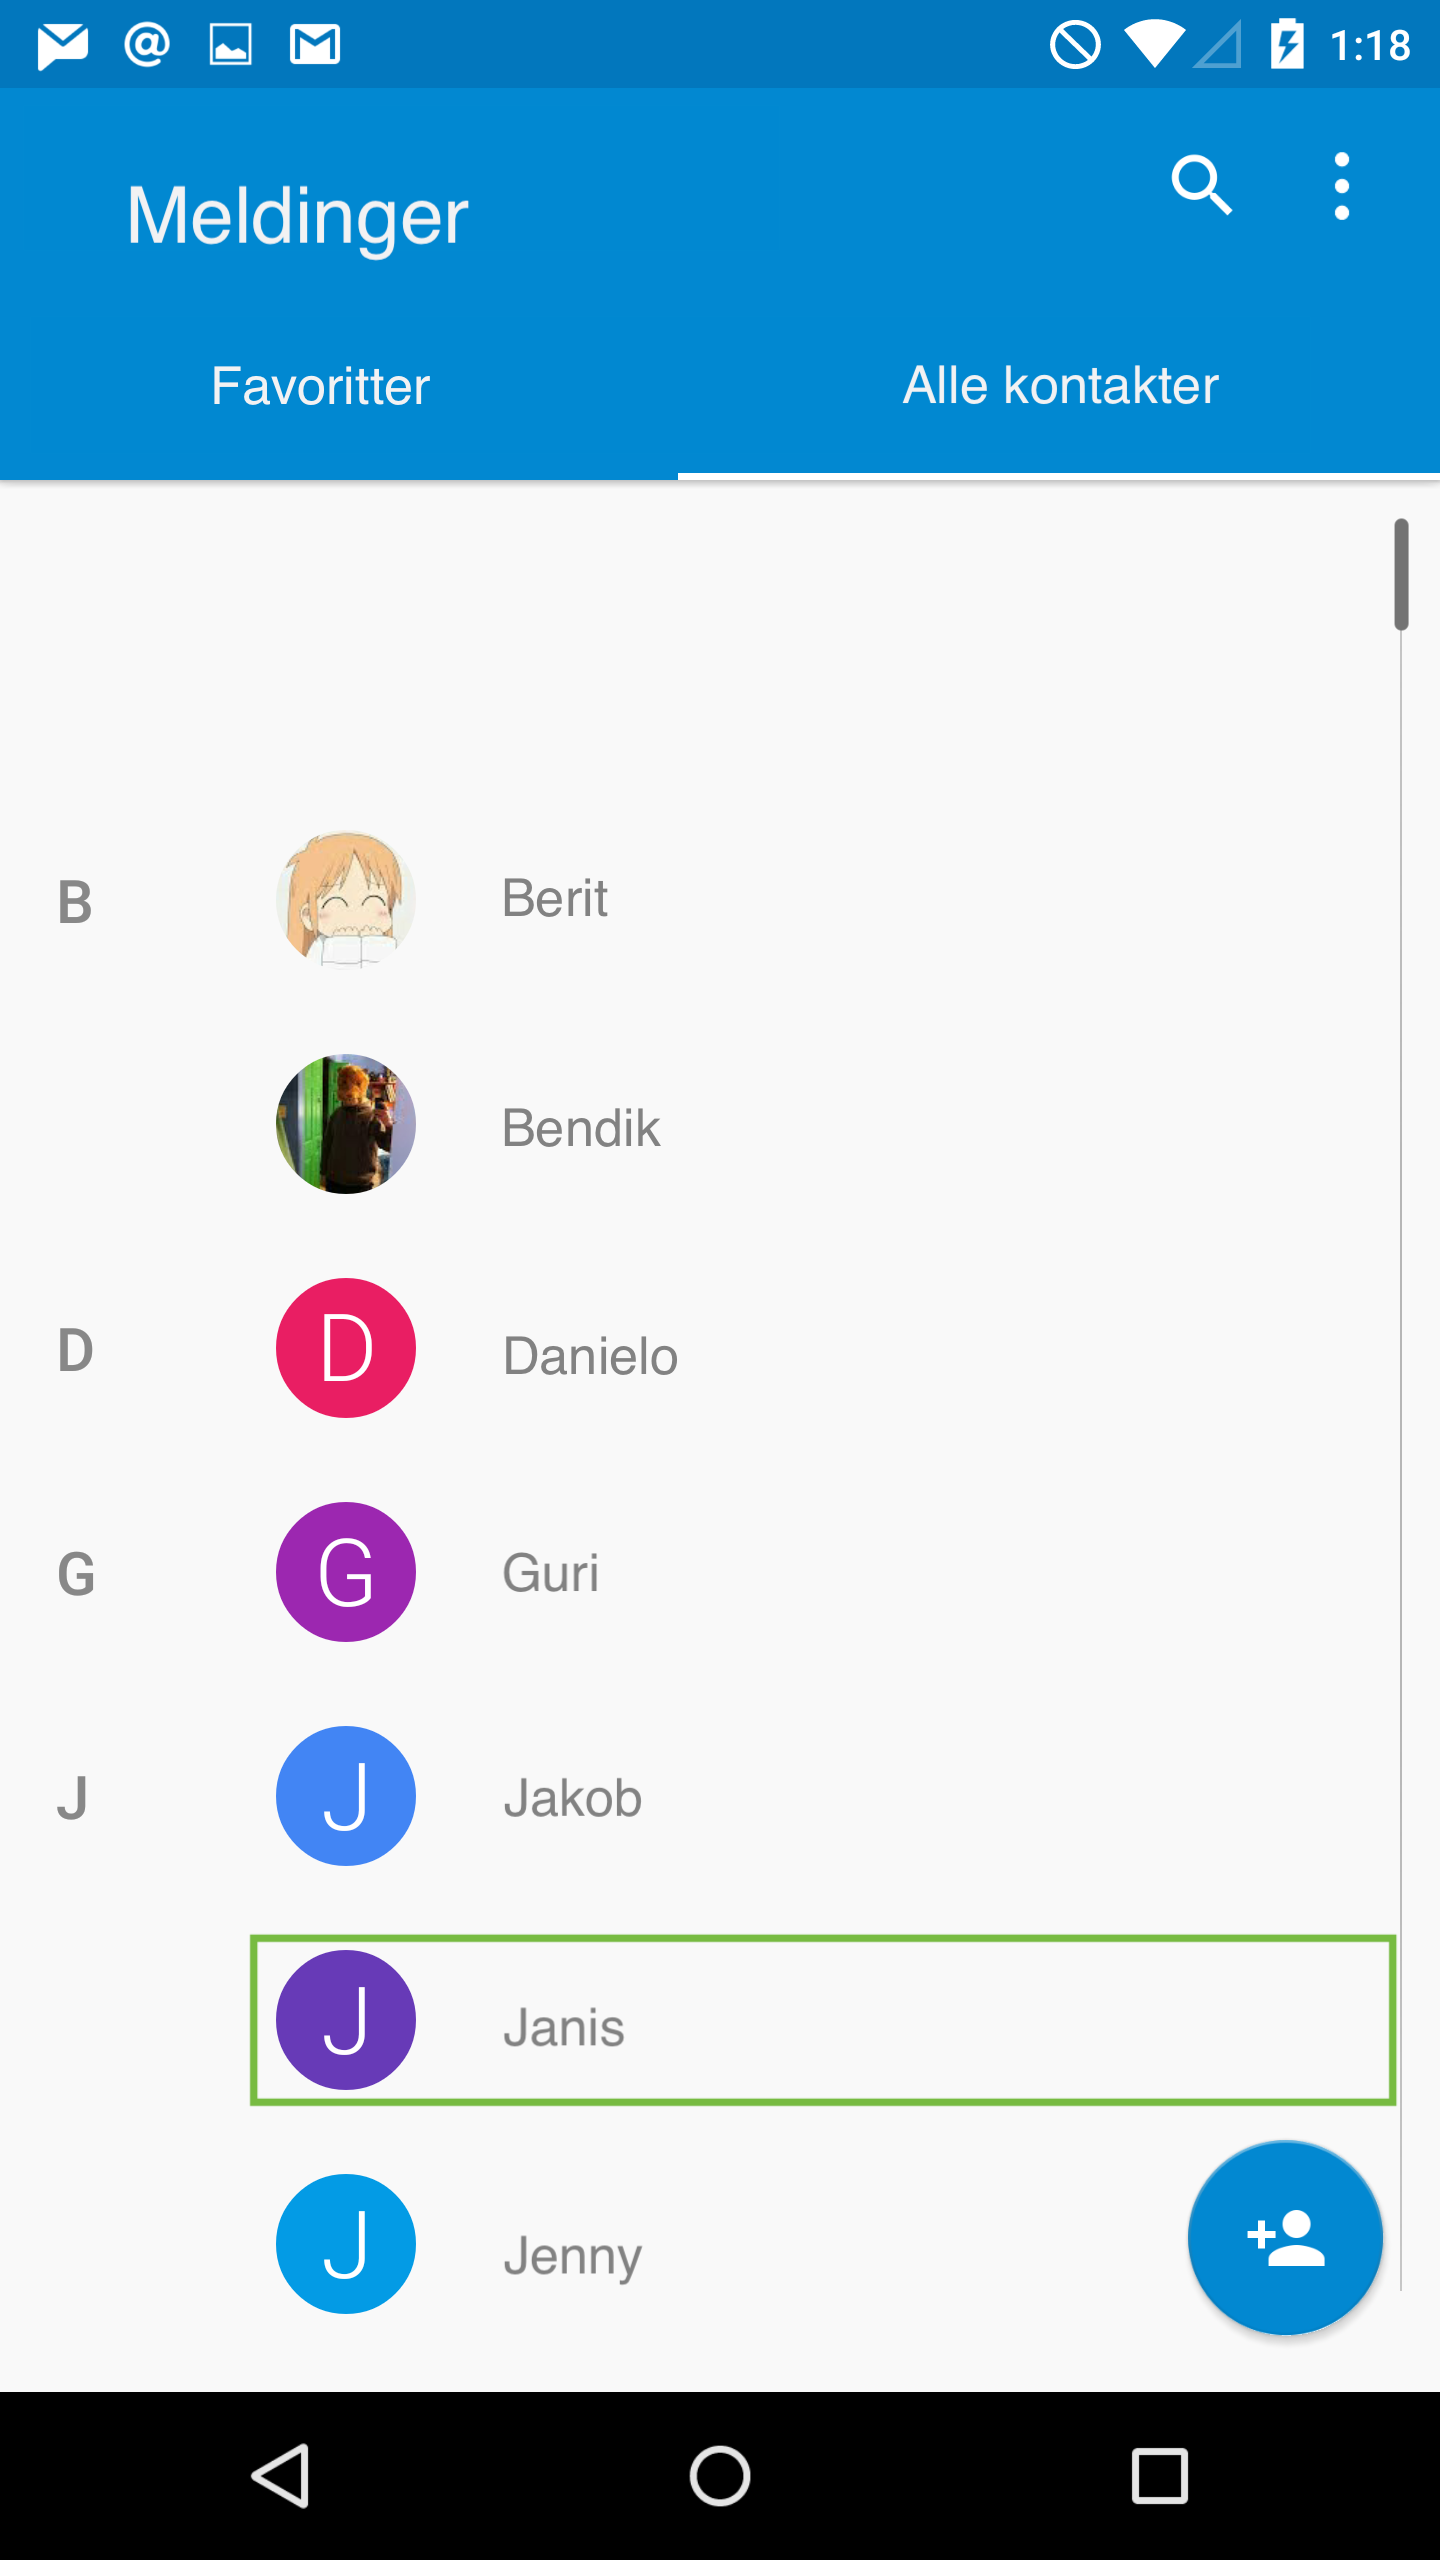 1:18
Meldinger
Favoritter
Alle kontakter
B
Berit
Bendik
D
D
Danielo
G
G
Guri
J
J
Jakob
J
Janis
J
Jenny